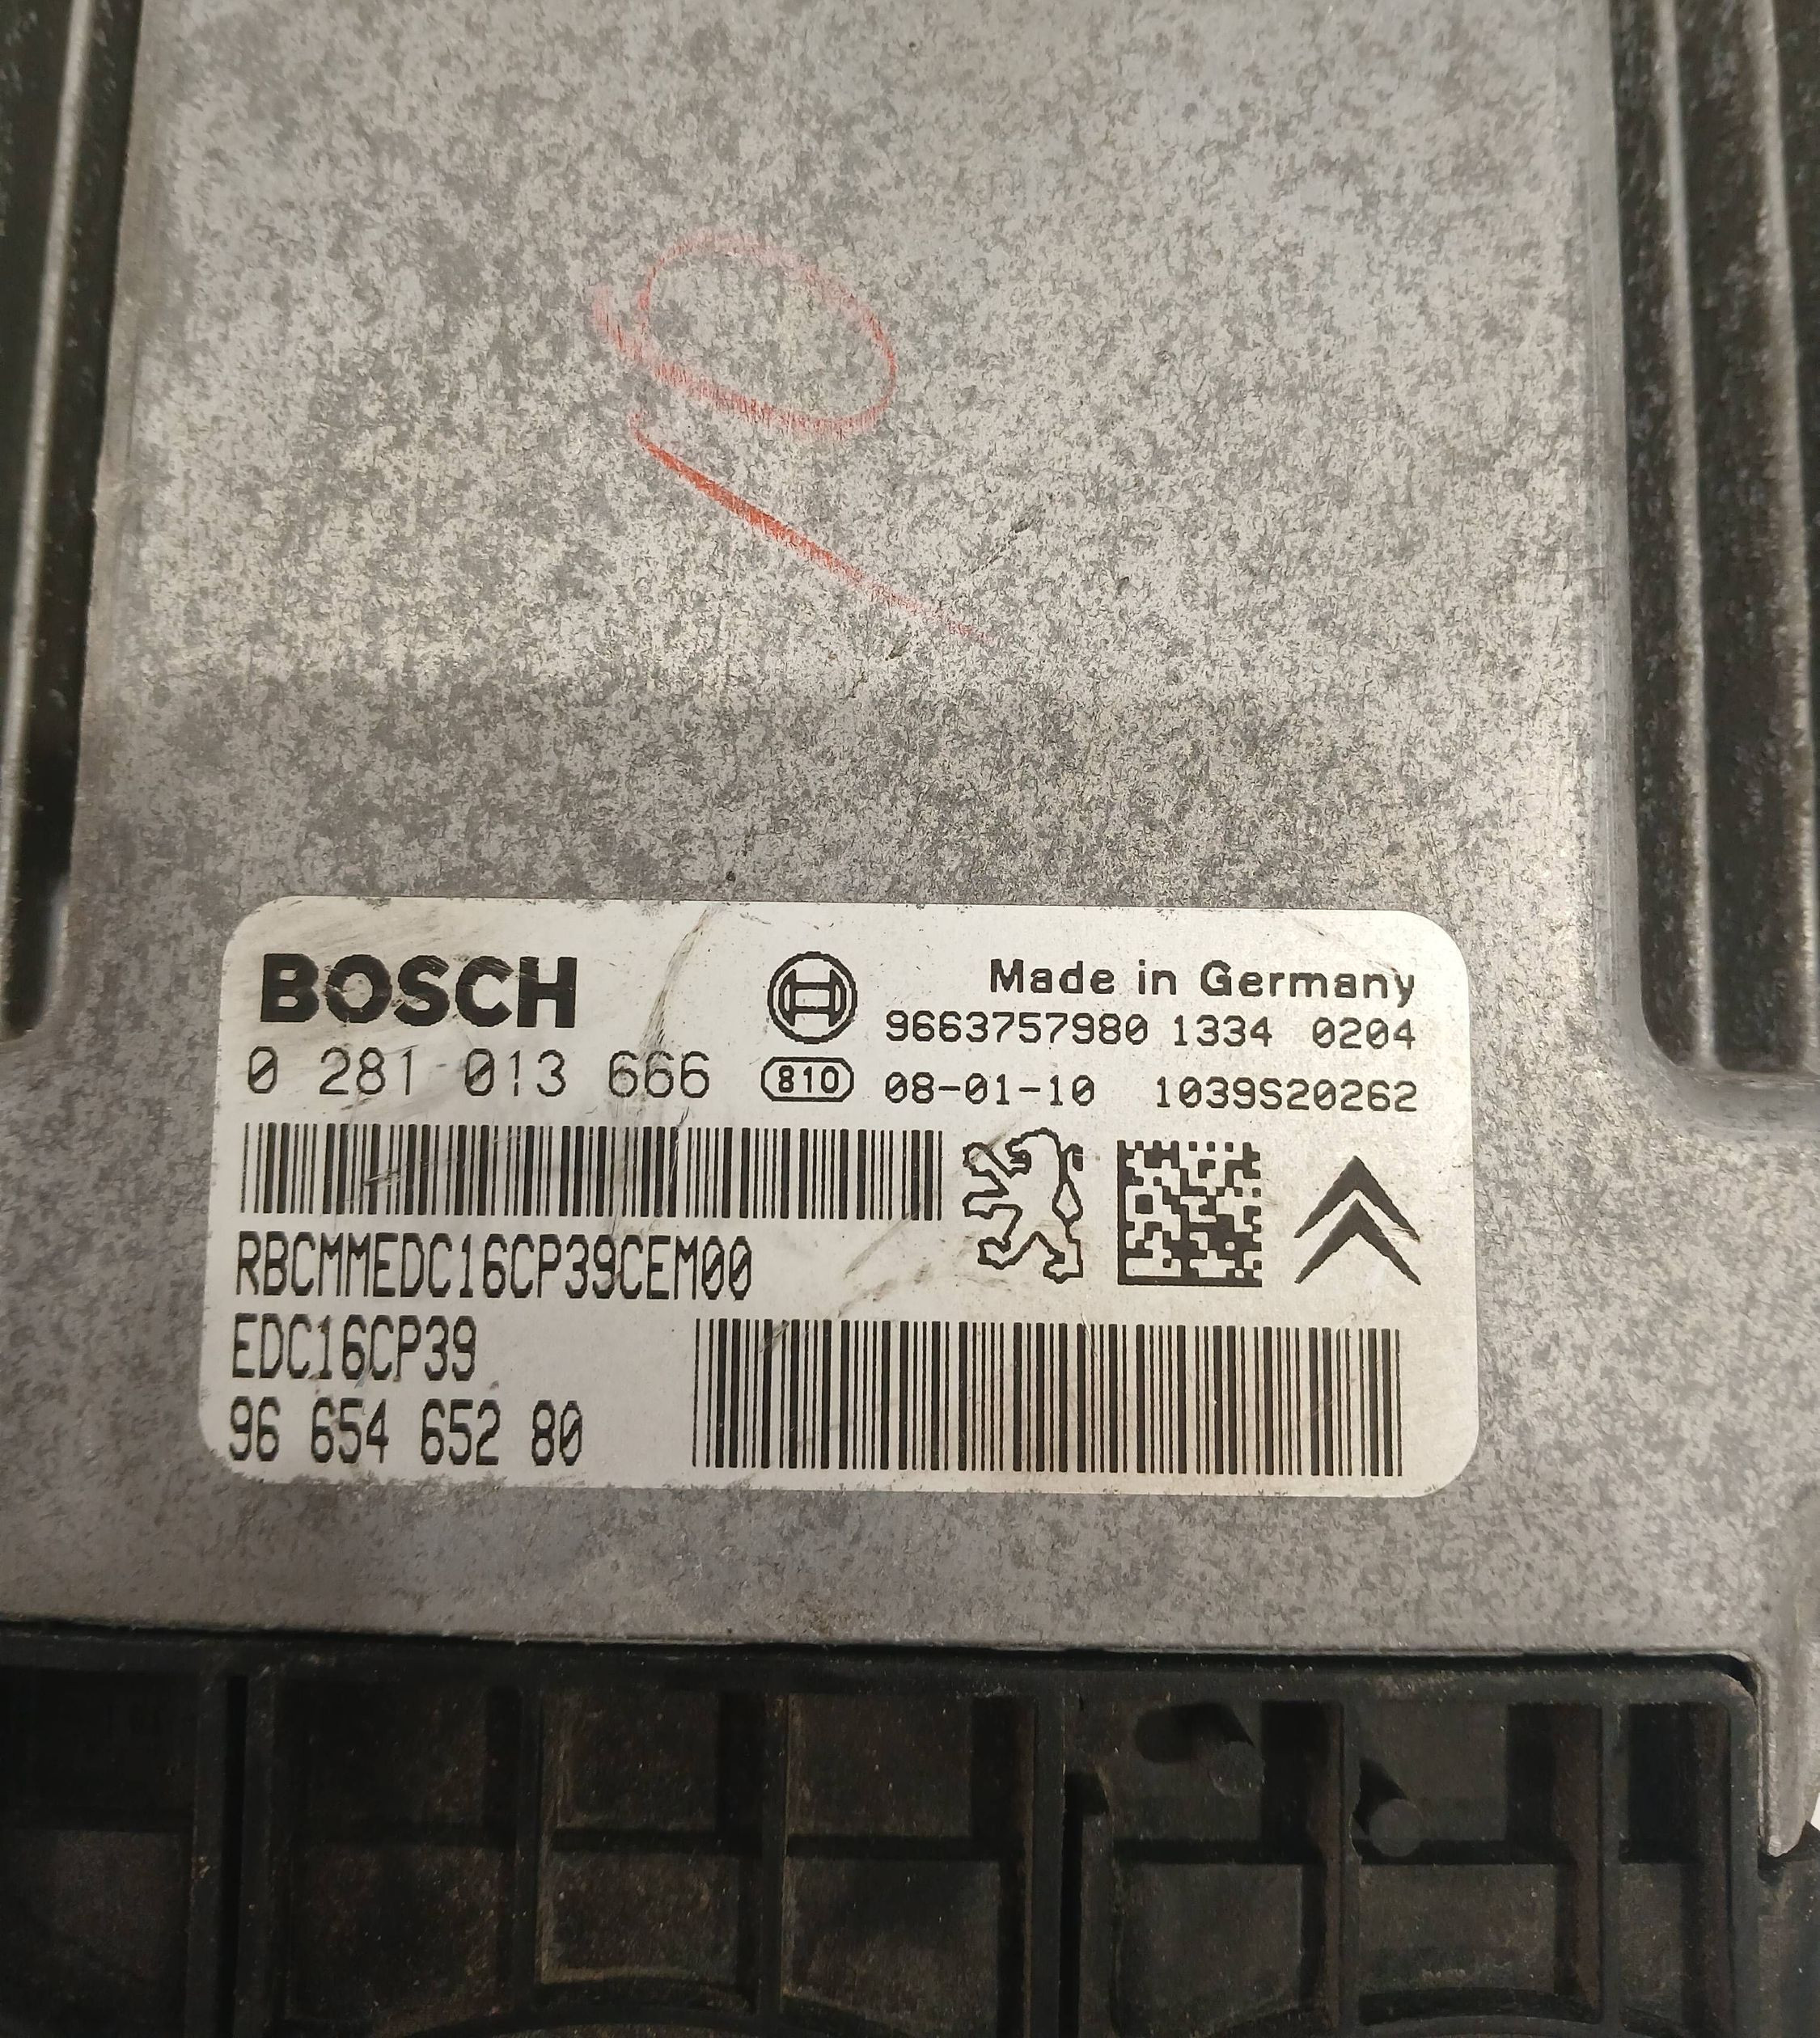 BOSCH
Made in Germany
9663757980 1334 0204
0 281 013 666
810
08-01-10 1039S20262
RBCMMEDC16CP39CEM00
EDC16CP39
96 654 652 80